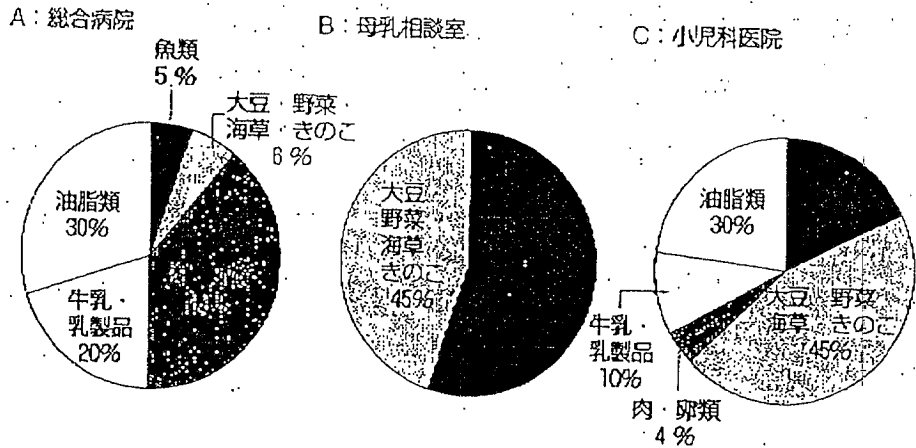 A：総合病院
魚類
5％
大豆・野菜・
海草・きのこ
6％
油脂類
30％
牛乳・
乳製品
20％
B：母乳相談室
大豆
野菜
海草
きのこ
45％
C：小児科医院
油脂類
30％
大豆・野菜
海草・きのこ
45％
牛乳・
乳製品
10％
肉・卵類
4％